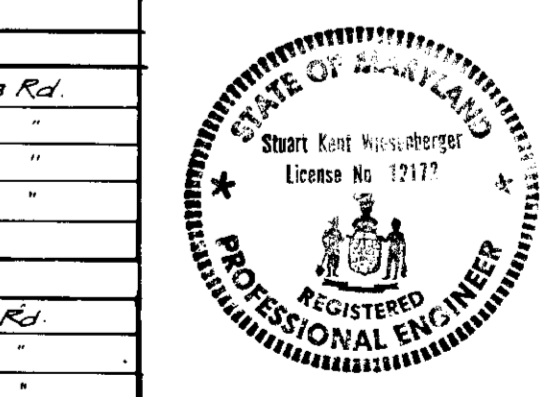 Rd.
"
"
"
Rd.
"
"
STATE OF MARYLAND
Stuart Kent Wiesenberger
License No 12172
REGISTERED
PROFESSIONAL ENGINEER